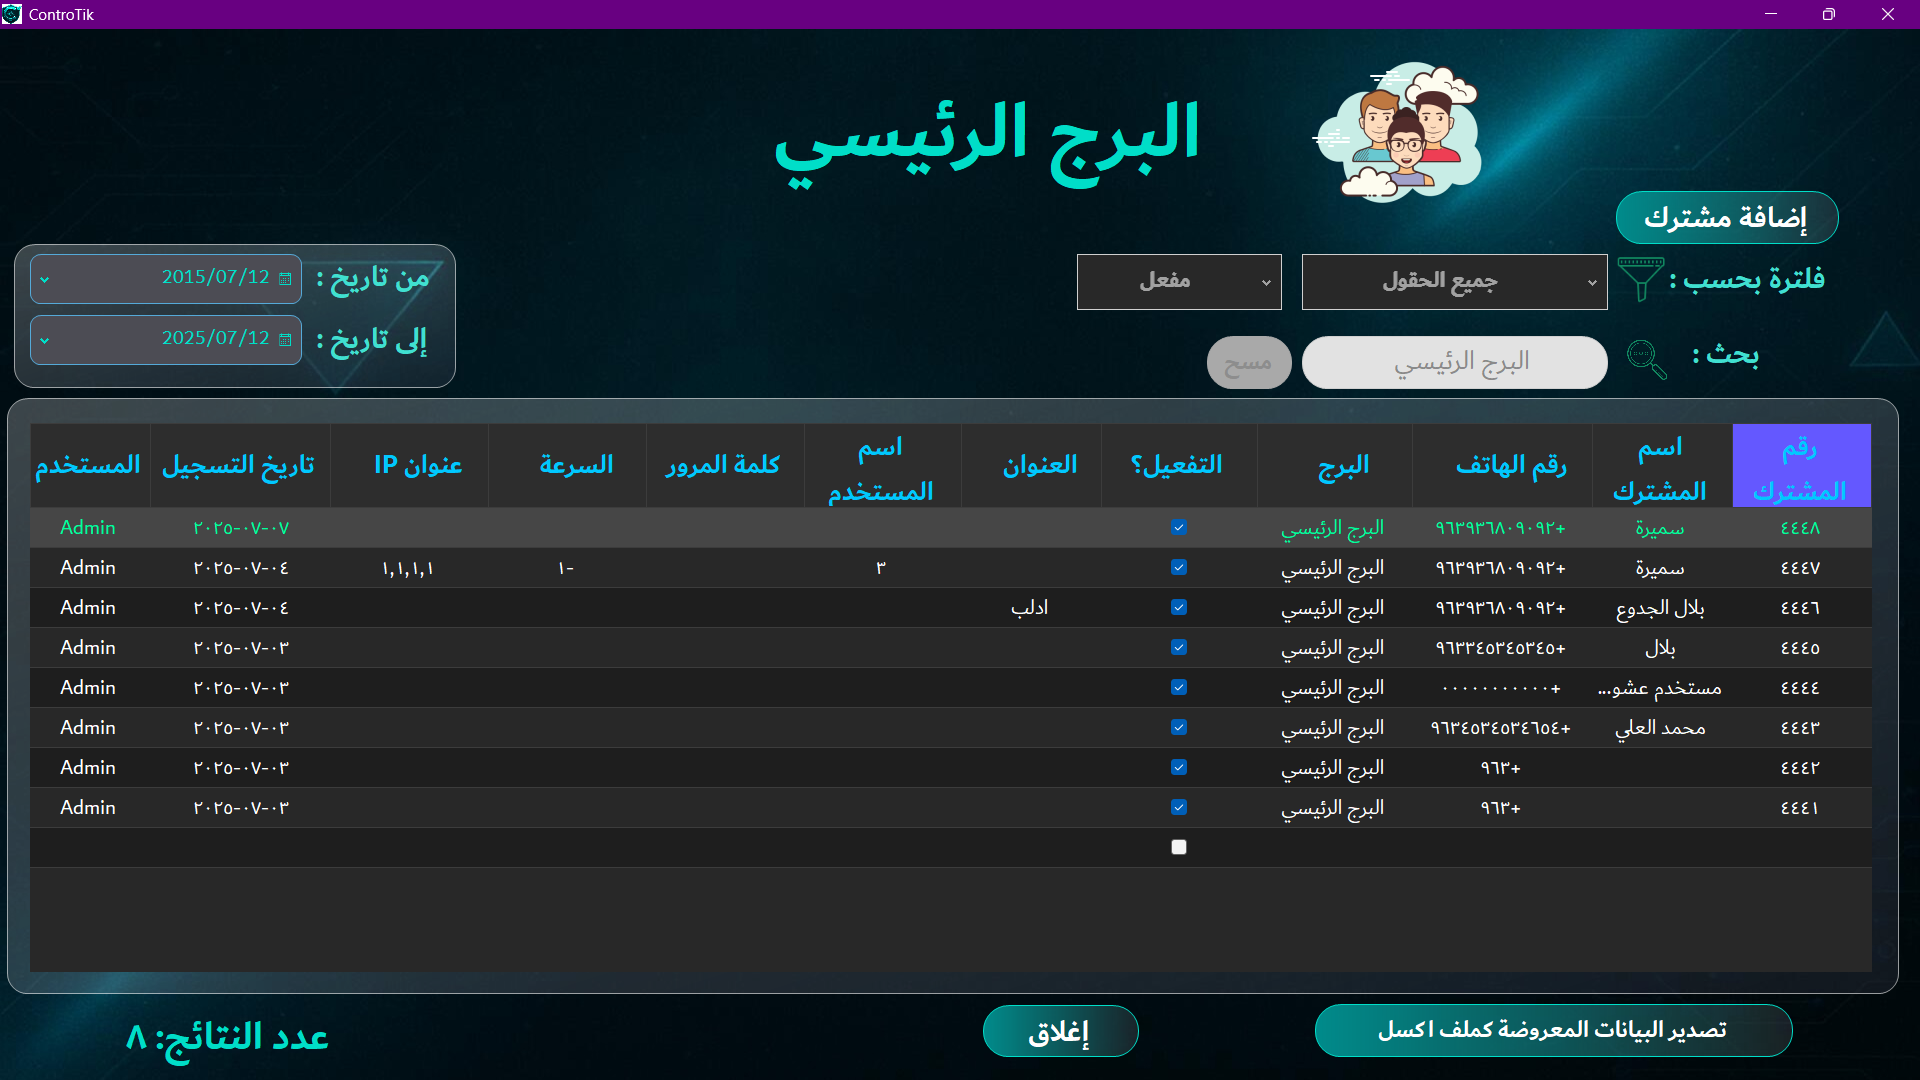 ControTik
البرج الرئيسي
إضافة مشترك
فلترة بحسب :
جميع الحقول
مفعل
من تاريخ :
2015/07/12
بحث :
البرج الرئيسي
مسح
إلى تاريخ :
2025/07/12
رقم المشترك اسم المشترك رقم الهاتف البرج التفعيل؟ العنوان اسم المستخدم كلمة المرور السرعة عنوان IP تاريخ التسجيل المستخدم
٤٤٤٨ سميرة +٩٦٣٩٣٦٨٠٩٠٩٢ البرج الرئيسي ٢٠٢٥-٠٧-٠٧ Admin
٤٤٤٧ سميرة +٩٦٣٩٣٦٨٠٩٠٩٢ البرج الرئيسي ٣ -١ ١,١,١,١ ٢٠٢٥-٠٧-٠٤ Admin
٤٤٤٦ بلال الجدوع +٩٦٣٩٣٦٨٠٩٠٩٢ البرج الرئيسي ادلب ٢٠٢٥-٠٧-٠٤ Admin
٤٤٤٥ بلال +٩٦٣٣٤٥٣٤٥٣٤٥ البرج الرئيسي ٢٠٢٥-٠٧-٠٣ Admin
٤٤٤٤ مستخدم عشو... +٠٠٠٠٠٠٠٠٠٠٠ البرج الرئيسي ٢٠٢٥-٠٧-٠٣ Admin
٤٤٤٣ محمد العلي +٩٦٣٤٥٣٤٥٣٤٦٥٤ البرج الرئيسي ٢٠٢٥-٠٧-٠٣ Admin
٤٤٤٢ +٩٦٣ البرج الرئيسي ٢٠٢٥-٠٧-٠٣ Admin
٤٤٤١ +٩٦٣ البرج الرئيسي ٢٠٢٥-٠٧-٠٣ Admin
تصدير البيانات المعروضة كملف اكسل
إغلاق
عدد النتائج: ٨